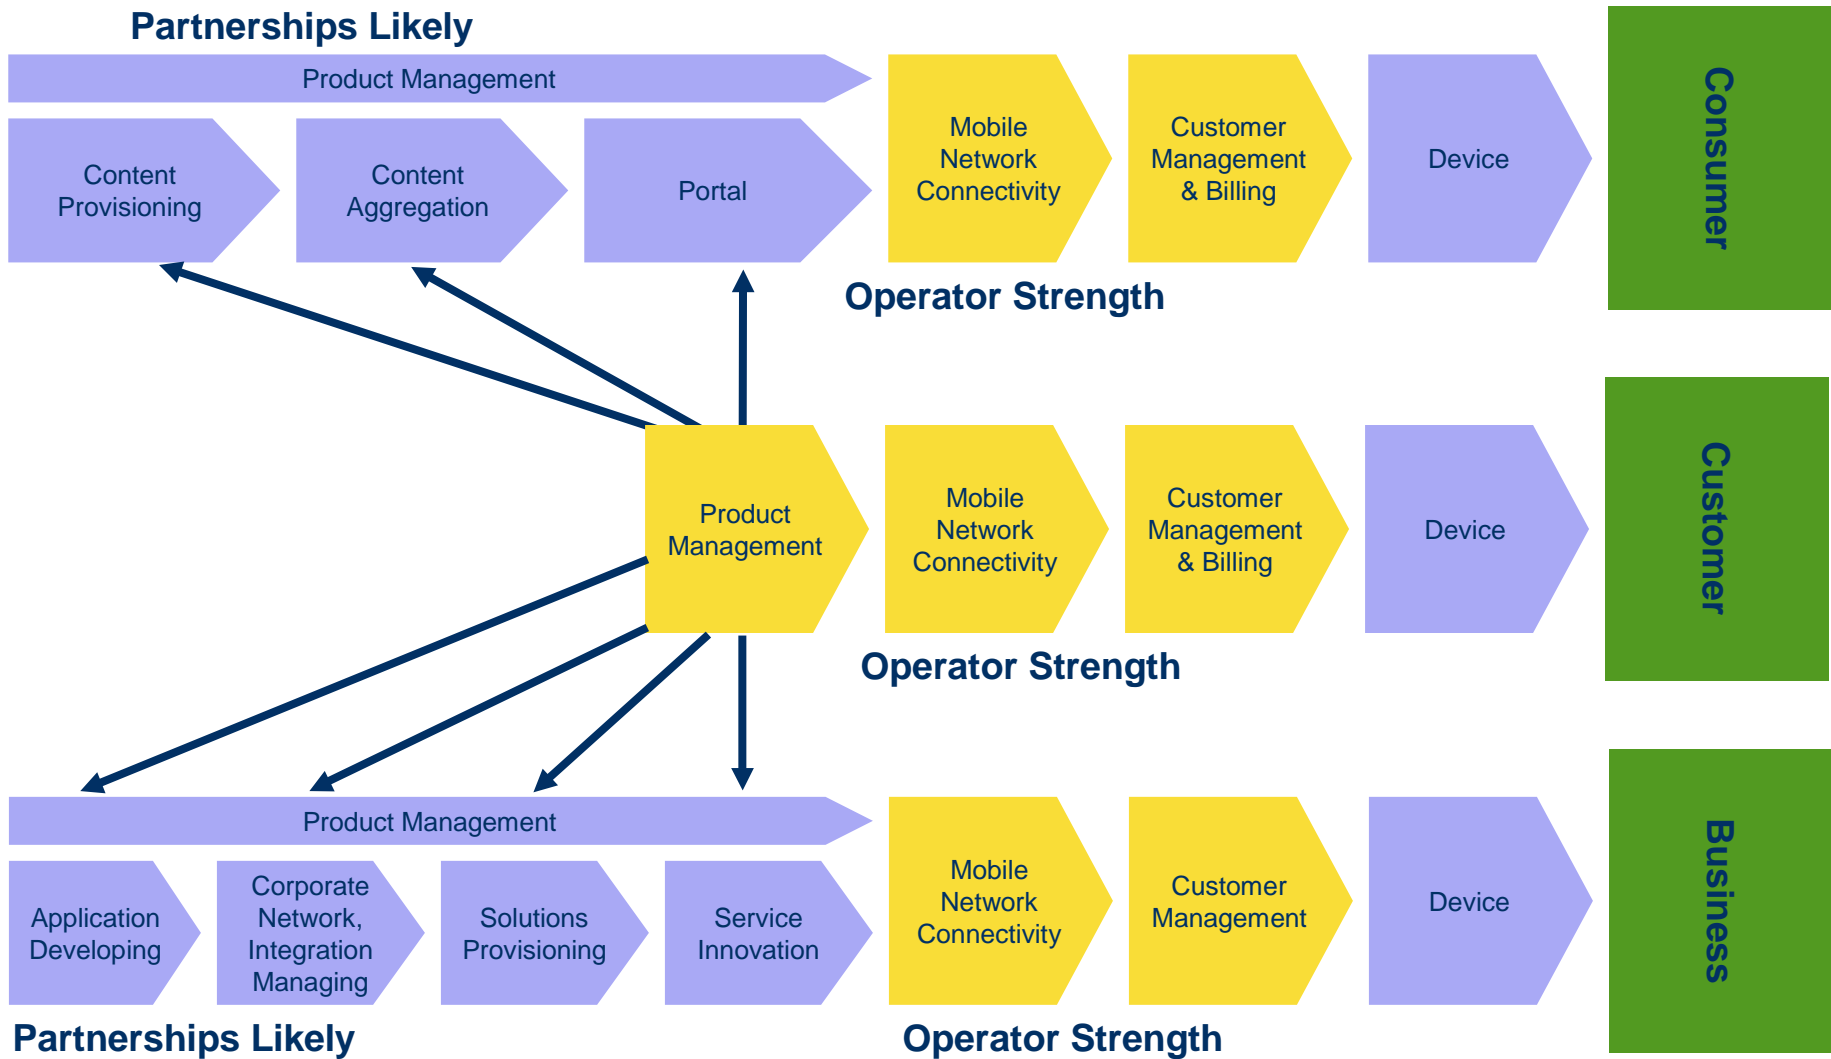 Partnerships Likely
Product Management
Content
Provisioning
Content
Aggregation
Portal
Mobile
Network
Connectivity
Customer
Management
& Billing
Device
Consumer
Operator Strength
Product
Management
Mobile
Network
Connectivity
Customer
Management
& Billing
Device
Customer
Operator Strength
Product Management
Application
Developing
Corporate
Network,
Integration
Managing
Solutions
Provisioning
Service
Innovation
Mobile
Network
Connectivity
Customer
Management
Device
Business
Partnerships Likely
Operator Strength